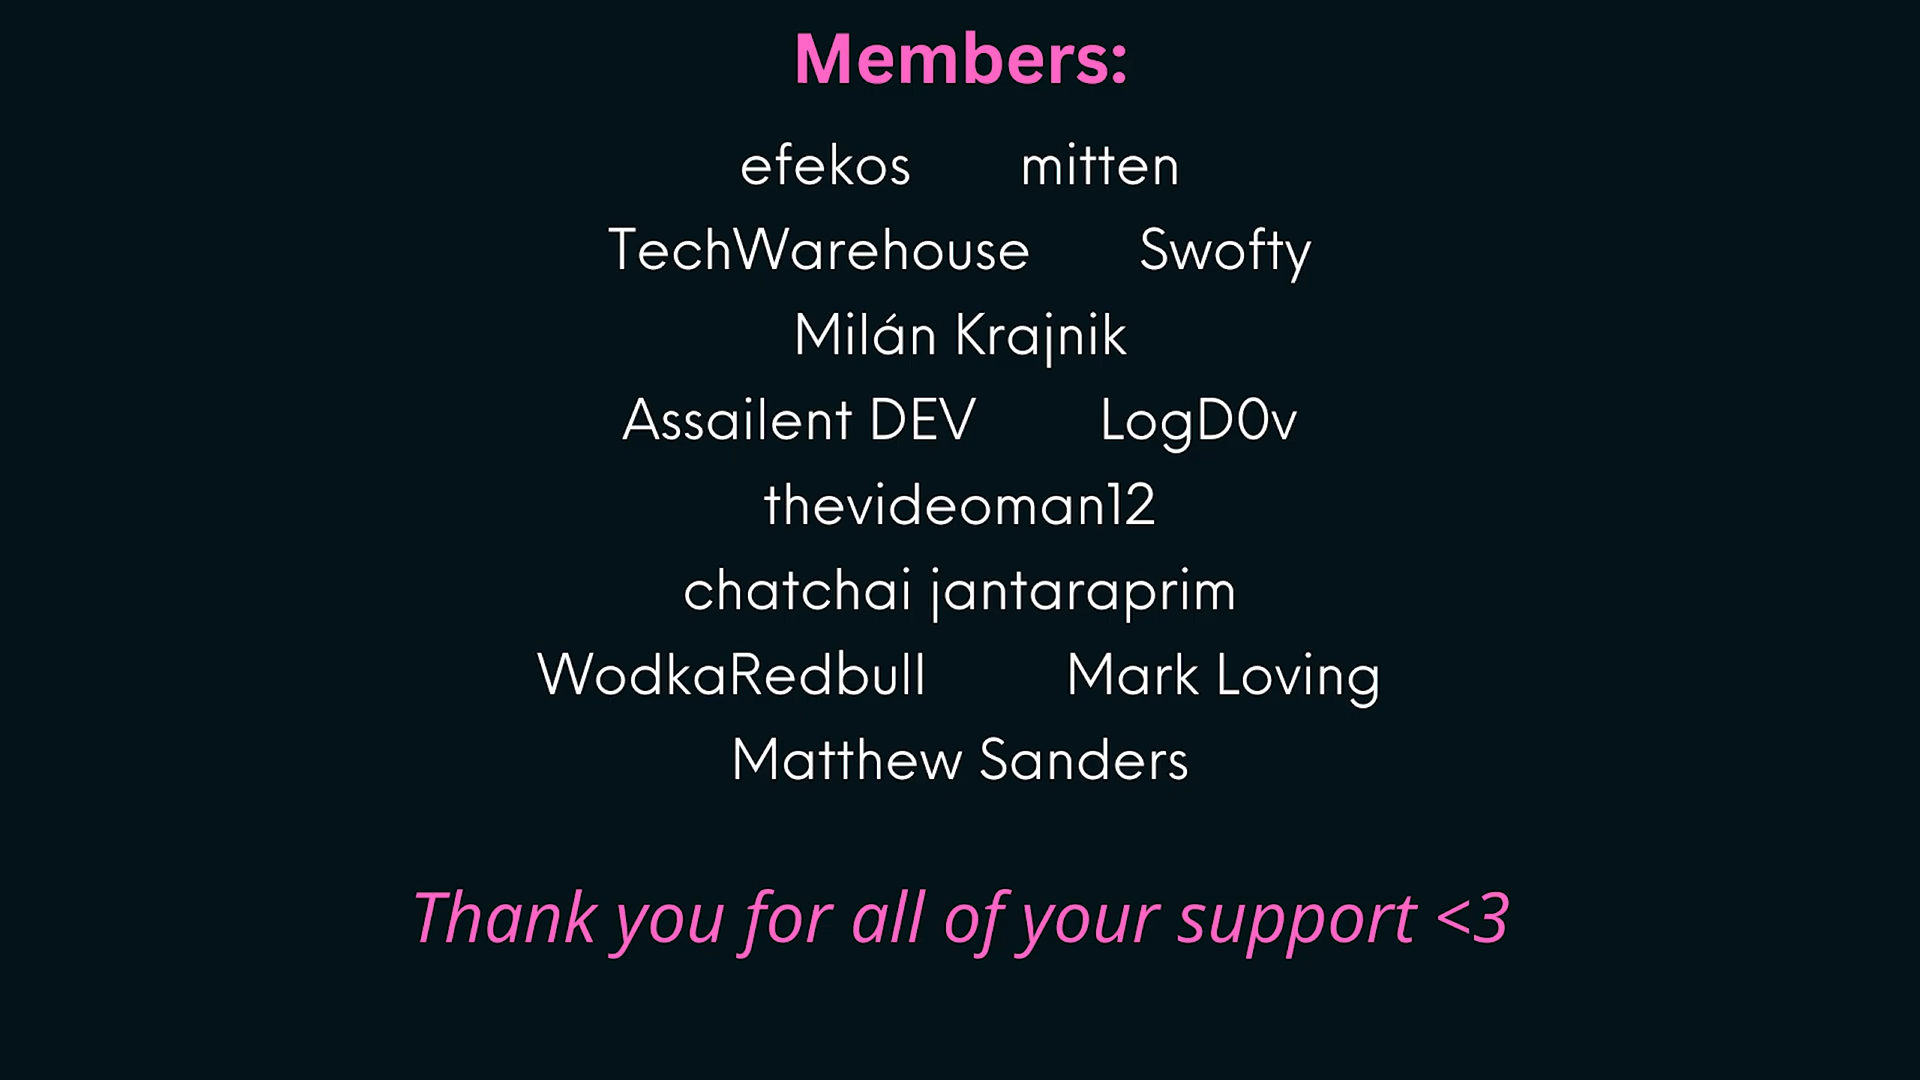 Members:
efekos mitten
TechWarehouse Swofty
Milán Krajnik
Assailent DEV LogD0v
thevideoman12
chatchai jantaraprim
WodkaRedbull Mark Loving
Matthew Sanders
Thank you for all of your support <3